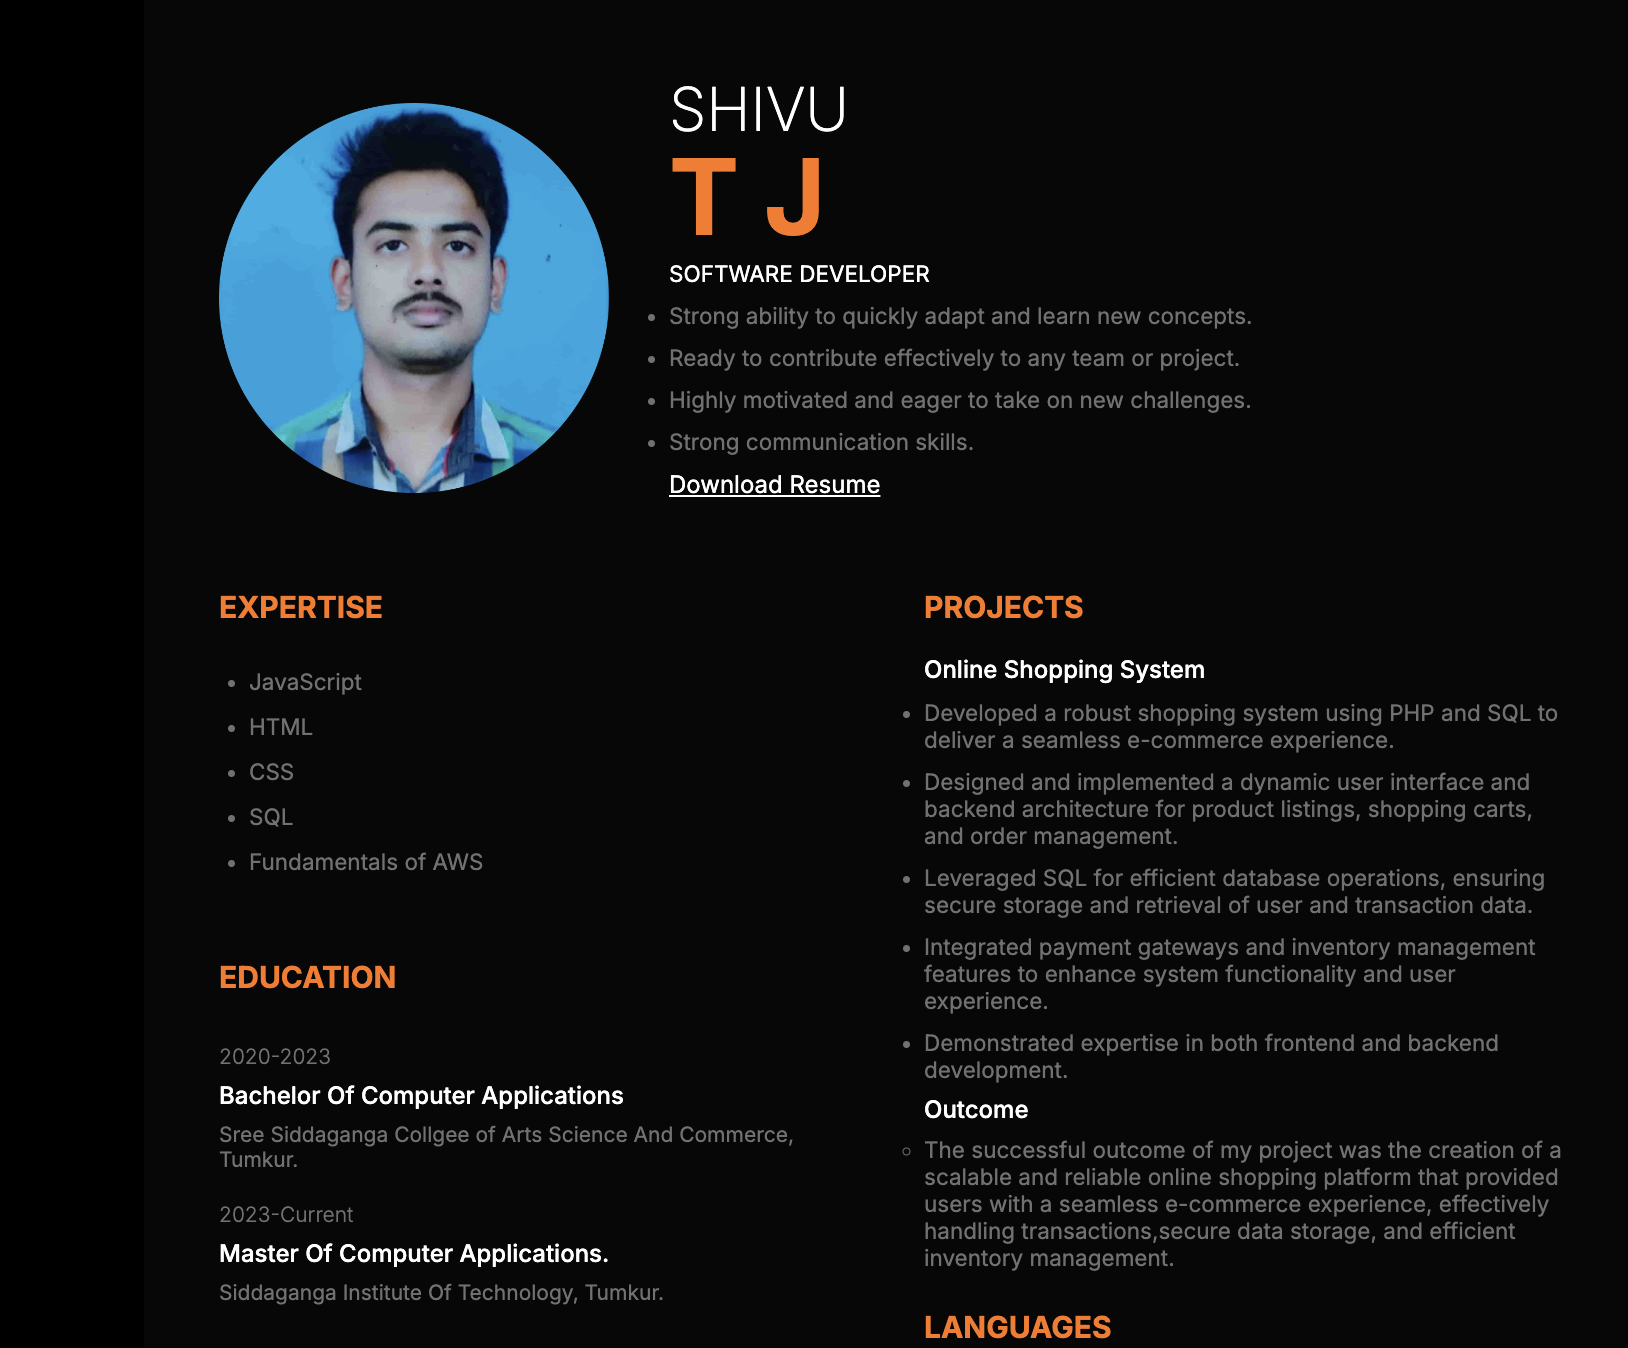 SHIVU
T J
SOFTWARE DEVELOPER
Strong ability to quickly adapt and learn new concepts.
Ready to contribute effectively to any team or project.
Highly motivated and eager to take on new challenges.
Strong communication skills.
Download Resume
EXPERTISE
JavaScript
HTML
CSS
SQL
Fundamentals of AWS
EDUCATION
2020-2023
Bachelor Of Computer Applications
Sree Siddaganga Collgee of Arts Science And Commerce,
Tumkur.
2023-Current
Master Of Computer Applications.
Siddaganga Institute Of Technology, Tumkur.
PROJECTS
Online Shopping System
Developed a robust shopping system using PHP and SQL to
deliver a seamless e-commerce experience.
Designed and implemented a dynamic user interface and
backend architecture for product listings, shopping carts,
and order management.
Leveraged SQL for efficient database operations, ensuring
secure storage and retrieval of user and transaction data.
Integrated payment gateways and inventory management
features to enhance system functionality and user
experience.
Demonstrated expertise in both frontend and backend
development.
Outcome
The successful outcome of my project was the creation of a
scalable and reliable online shopping platform that provided
users with a seamless e-commerce experience, effectively
handling transactions,secure data storage, and efficient
inventory management.
LANGUAGES